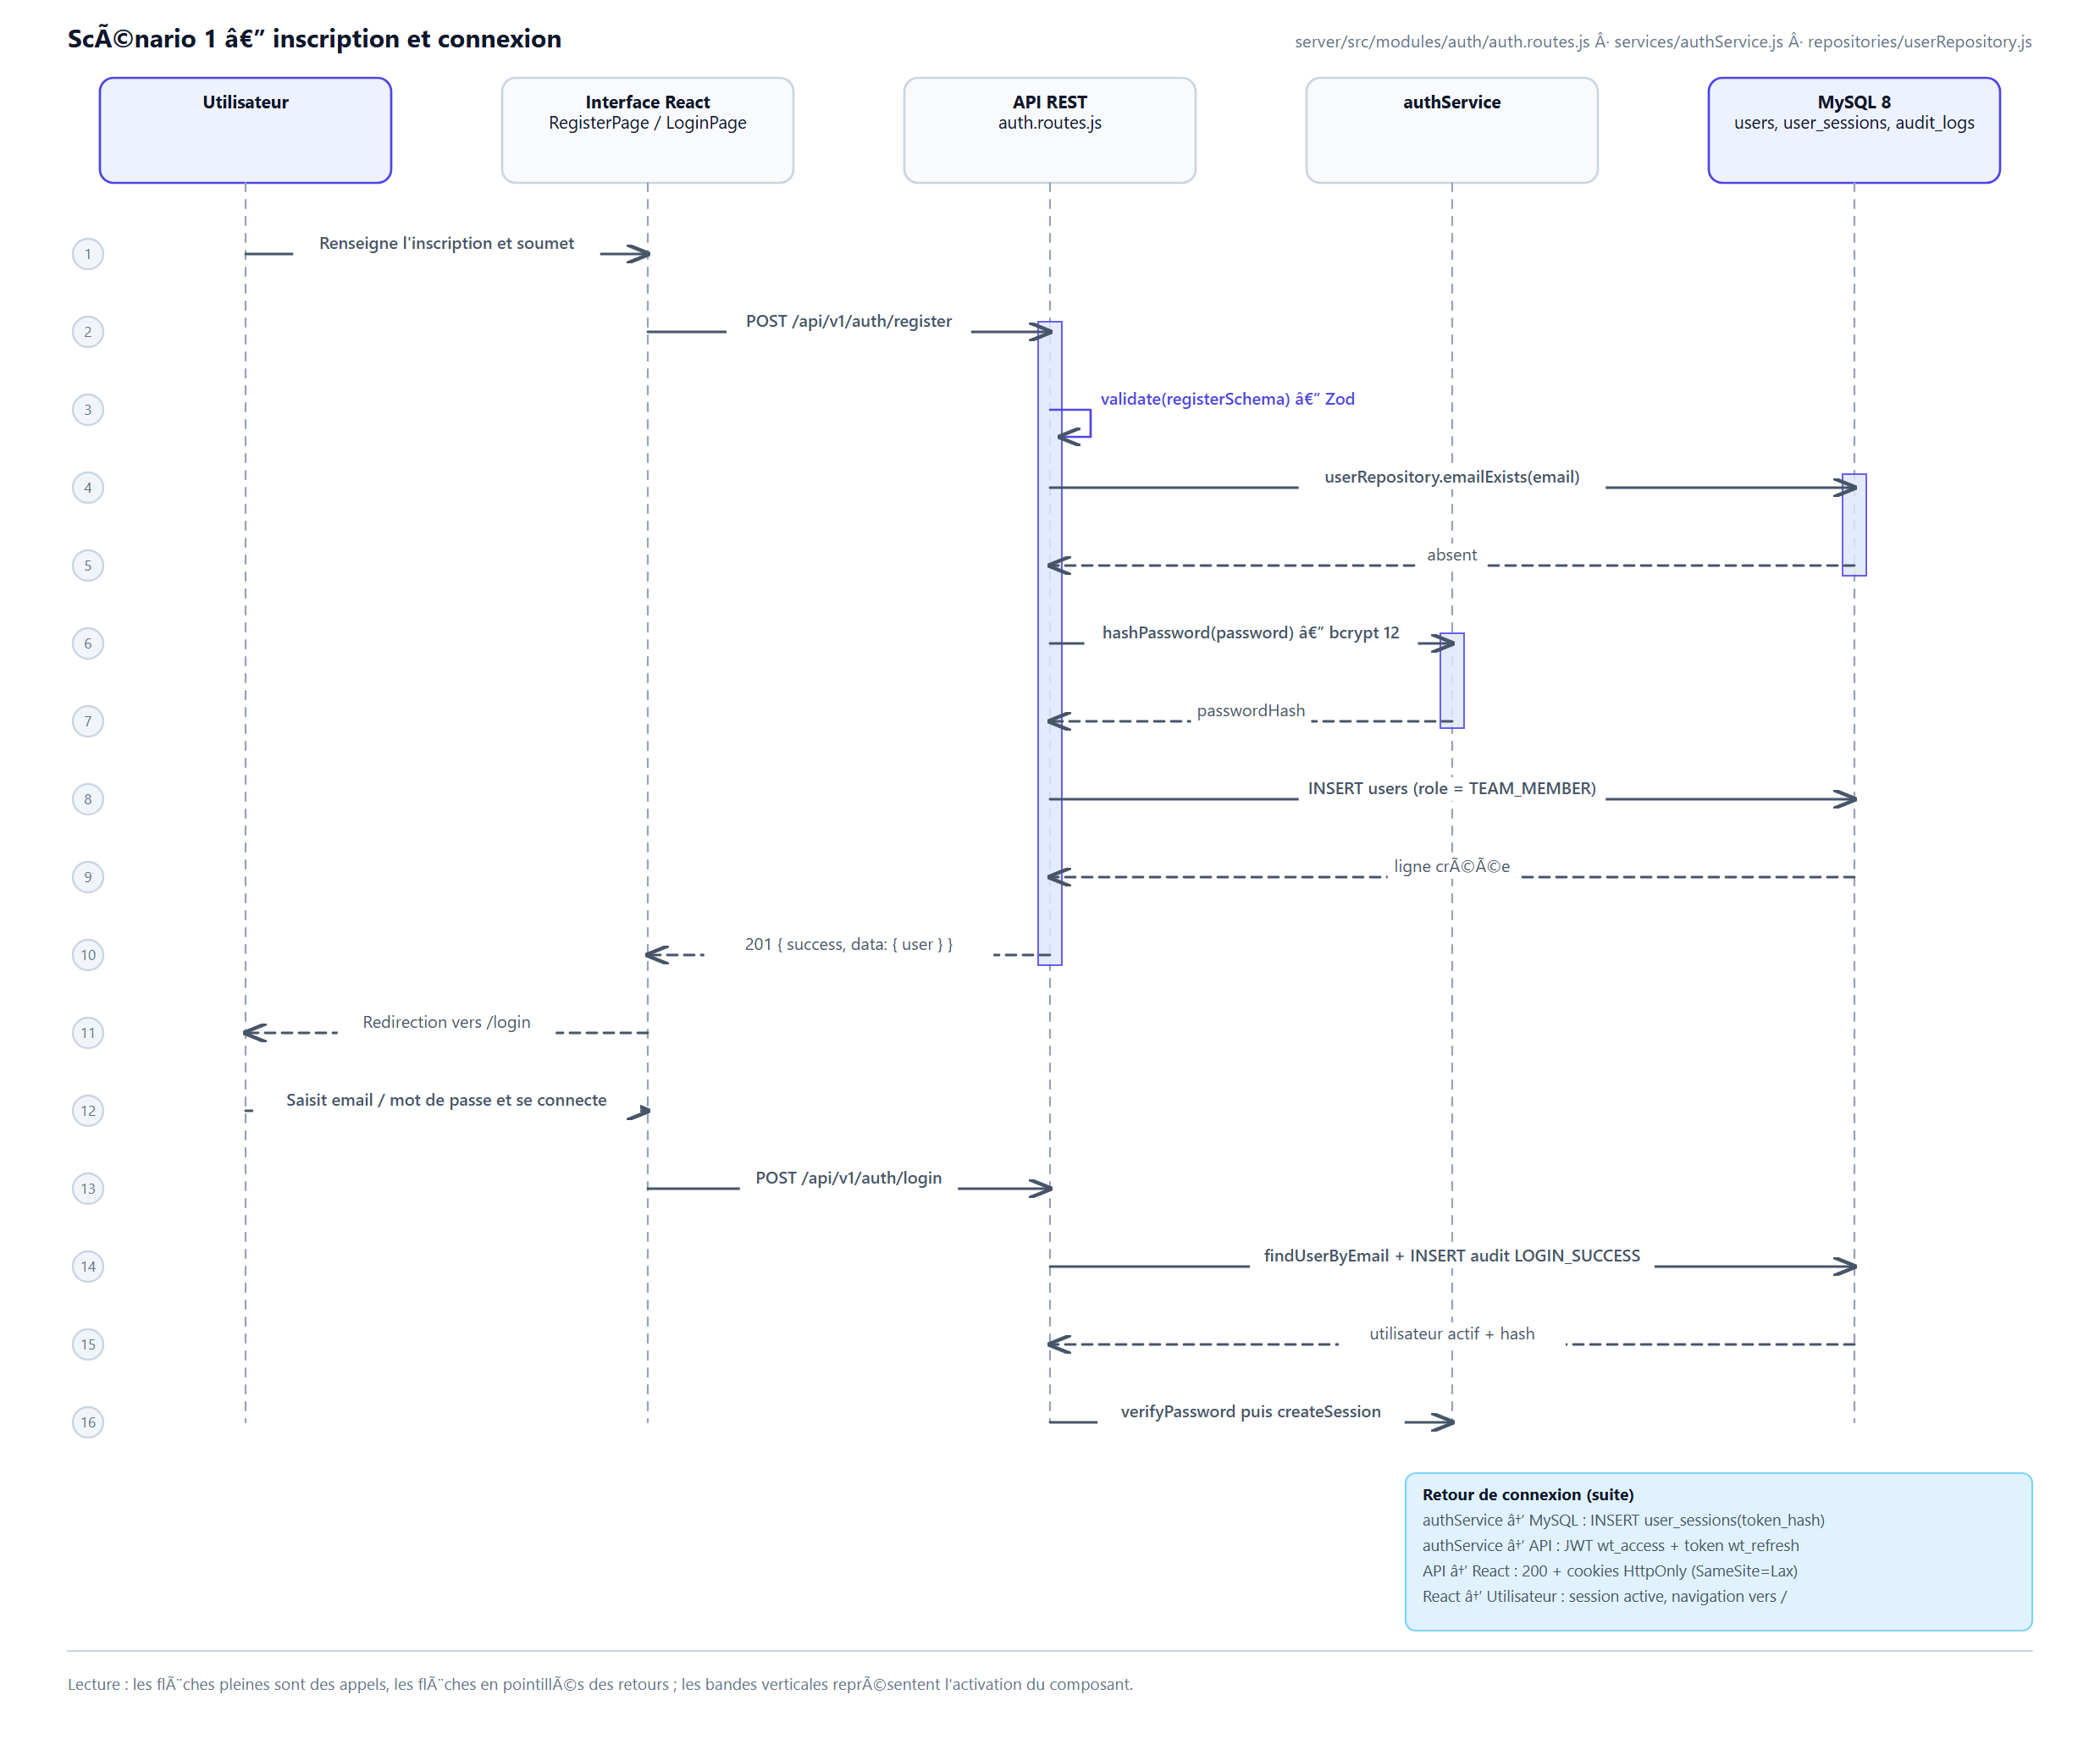 ScÃ©nario 1 â€” inscription et connexion
server/src/modules/auth/auth.routes.js Â· services/authService.js Â· repositories/userRepository.js
Utilisateur
Interface React
RegisterPage / LoginPage
API REST
auth.routes.js
authService
MySQL 8
users, user_sessions, audit_logs
1
Renseigne l'inscription et soumet
2
POST /api/v1/auth/register
3
validate(registerSchema) â€” Zod
4
userRepository.emailExists(email)
5
absent
6
hashPassword(password) â€” bcrypt 12
7
passwordHash
8
INSERT users (role = TEAM_MEMBER)
9
ligne crÃ©Ã©e
10
201 { success, data: { user } }
11
Redirection vers /login
12
Saisit email / mot de passe et se connecte
13
POST /api/v1/auth/login
14
findUserByEmail + INSERT audit LOGIN_SUCCESS
15
utilisateur actif + hash
16
verifyPassword puis createSession
Retour de connexion (suite)
authService â†’ MySQL : INSERT user_sessions(token_hash)
authService â†’ API : JWT wt_access + token wt_refresh
API â†’ React : 200 + cookies HttpOnly (SameSite=Lax)
React â†’ Utilisateur : session active, navigation vers /
Lecture : les flÃ¨ches pleines sont des appels, les flÃ¨ches en pointillÃ©s des retours ; les bandes verticales reprÃ©sentent l'activation du composant.